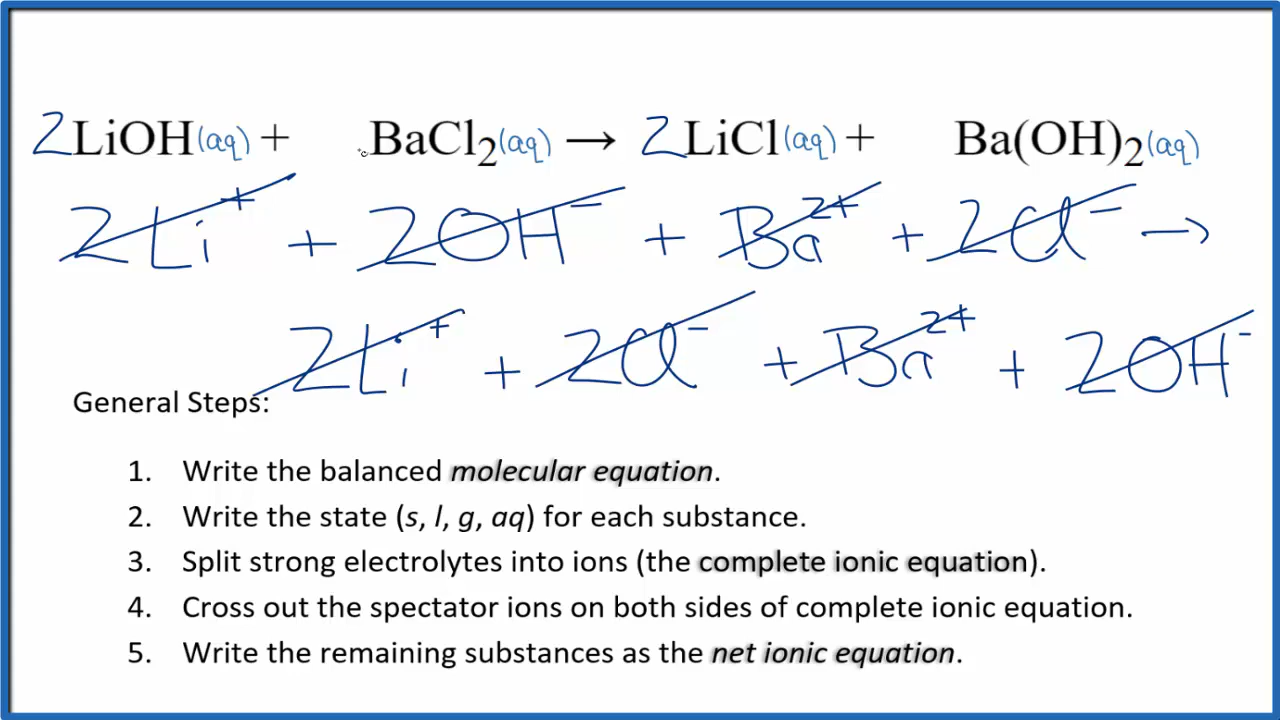 2LiOH(aq) + BaCl₂(aq) → 2LiCl(aq) + Ba(OH)₂(aq)
2Li⁺ + 2OH⁻ + Ba²⁺ + 2Cl⁻ →
2Li⁺ + 2Cl⁻ + Ba²⁺ + 2OH⁻
General Steps:
1. Write the balanced molecular equation.
2. Write the state (s, l, g, aq) for each substance.
3. Split strong electrolytes into ions (the complete ionic equation).
4. Cross out the spectator ions on both sides of complete ionic equation.
5. Write the remaining substances as the net ionic equation.